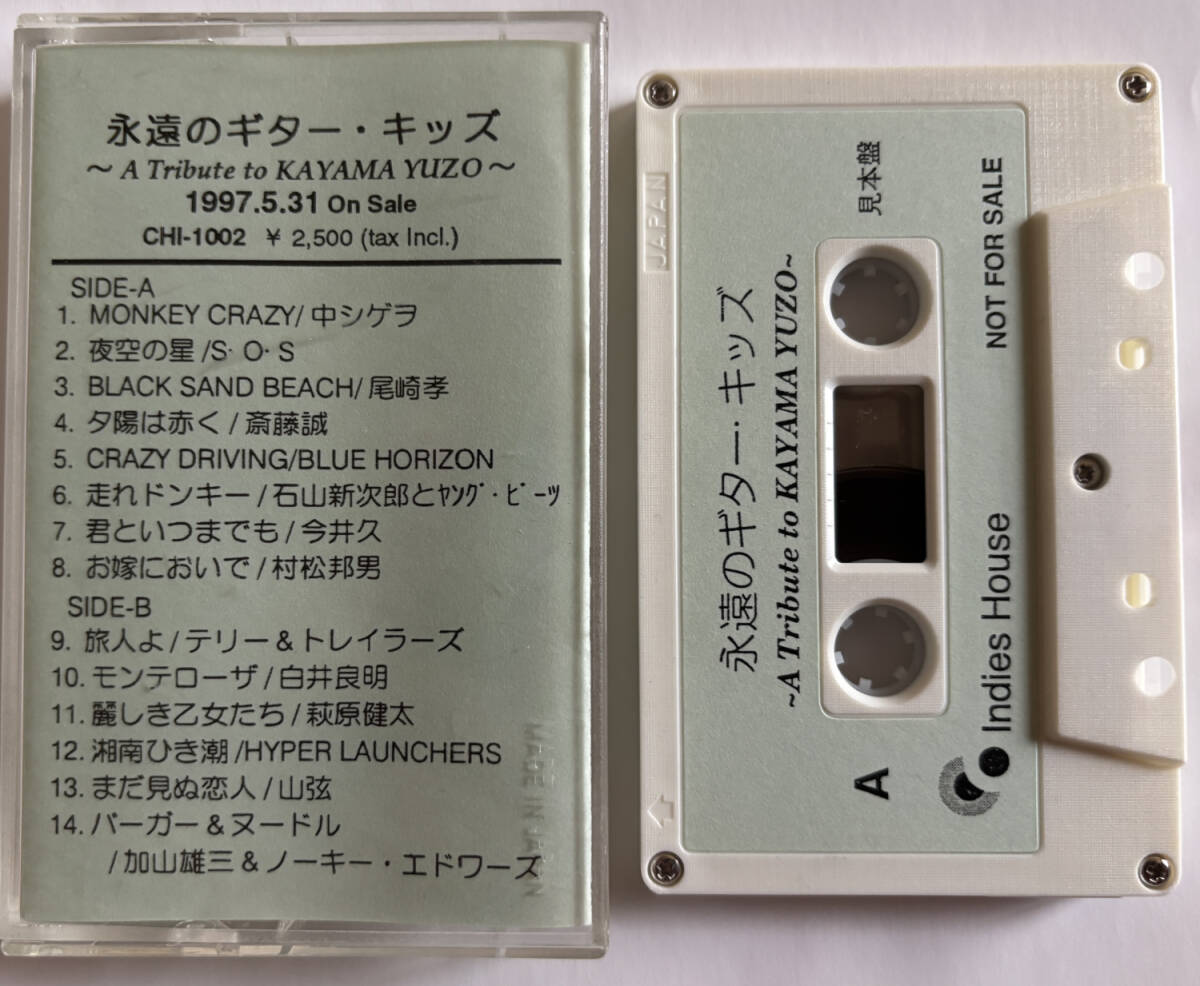 永遠のギター・キッズ
～A Tribute to KAYAMA YUZO～
1997.5.31 On Sale
CHI-1002 ¥ 2,500 (tax Incl.)
SIDE-A
1. MONKEY CRAZY/中シゲヲ
2. 夜空の星/S・O・S
3. BLACK SAND BEACH/尾崎孝
4. 夕陽は赤く/斎藤誠
5. CRAZY DRIVING/BLUE HORIZON
6. 走れドンキー/石山新次郎とﾔﾝｸﾞ・ﾋﾞｰﾂ
7. 君といつまでも/今井久
8. お嫁においで/村松邦男
SIDE-B
9. 旅人よ/テリー＆トレイラーズ
10. モンテローザ/白井良明
11. 麗しき乙女たち/萩原健太
12. 湘南ひき潮/HYPER LAUNCHERS
13. まだ見ぬ恋人/山弦
14. バーガー＆ヌードル
/加山雄三＆ノーキー・エドワーズ
MADE IN JAPAN
JAPAN
永遠のギター・キッズ
~A Tribute to KAYAMA YUZO~
見本盤
NOT FOR SALE
A
Indies House